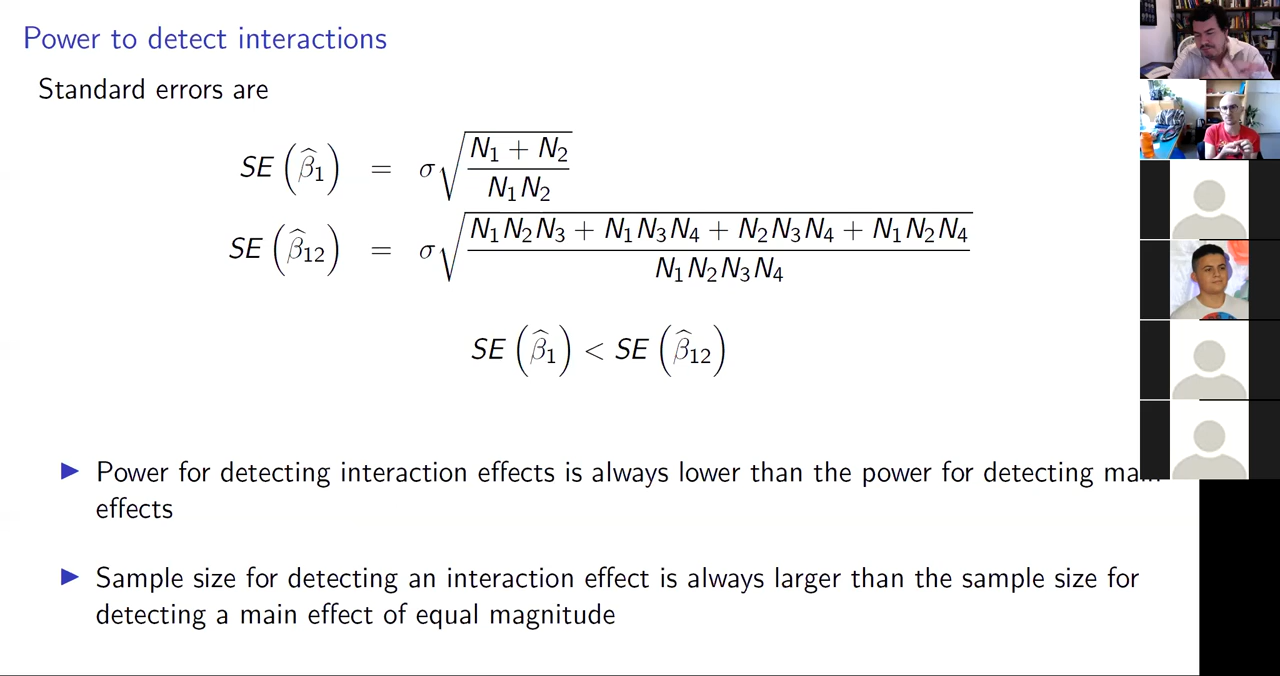 Power to detect interactions
Standard errors are
SE(β̂₁) = σ√((N₁ + N₂)/(N₁N₂))
SE(β̂₁₂) = σ√((N₁N₂N₃ + N₁N₃N₄ + N₂N₃N₄ + N₁N₂N₄)/(N₁N₂N₃N₄))
SE(β̂₁) < SE(β̂₁₂)
▶ Power for detecting interaction effects is always lower than the power for detecting main
effects
▶ Sample size for detecting an interaction effect is always larger than the sample size for
detecting a main effect of equal magnitude